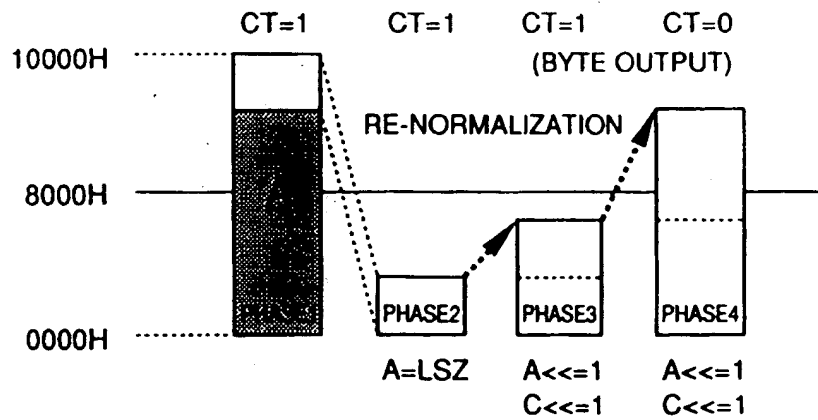 CT=1 CT=1 CT=1 CT=0
(BYTE OUTPUT)
10000H
RE-NORMALIZATION
8000H
PHASE2 PHASE3 PHASE4
0000H
A=LSZ A<<=1 A<<=1
C<<=1 C<<=1